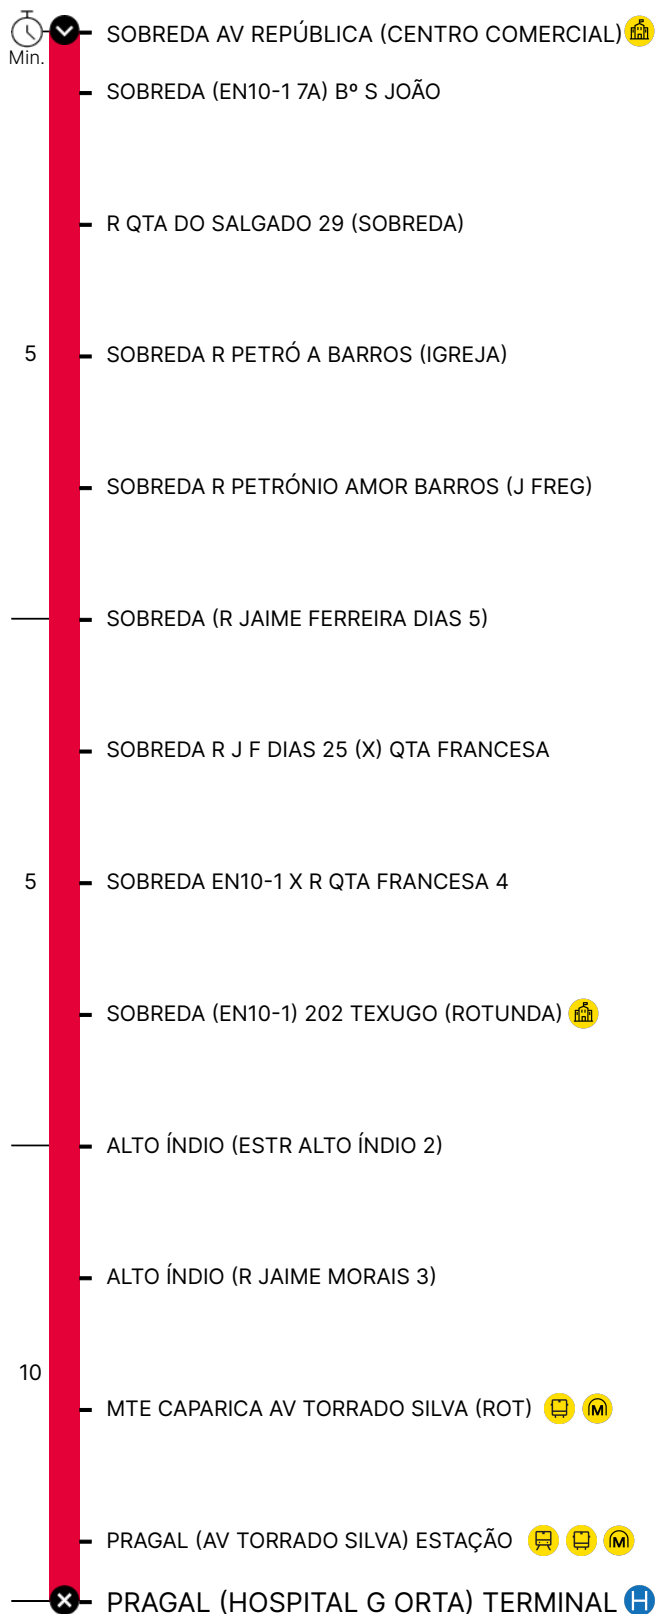 SOBREDA AV REPÚBLICA (CENTRO COMERCIAL)
Min.
SOBREDA (EN10-1 7A) Bº S JOÃO
R QTA DO SALGADO 29 (SOBREDA)
5 SOBREDA R PETRÓ A BARROS (IGREJA)
SOBREDA R PETRÓNIO AMOR BARROS (J FREG)
SOBREDA (R JAIME FERREIRA DIAS 5)
SOBREDA R J F DIAS 25 (X) QTA FRANCESA
5 SOBREDA EN10-1 X R QTA FRANCESA 4
SOBREDA (EN10-1) 202 TEXUGO (ROTUNDA)
ALTO ÍNDIO (ESTR ALTO ÍNDIO 2)
ALTO ÍNDIO (R JAIME MORAIS 3)
10
MTE CAPARICA AV TORRADO SILVA (ROT) M
PRAGAL (AV TORRADO SILVA) ESTAÇÃO M
PRAGAL (HOSPITAL G ORTA) TERMINAL H